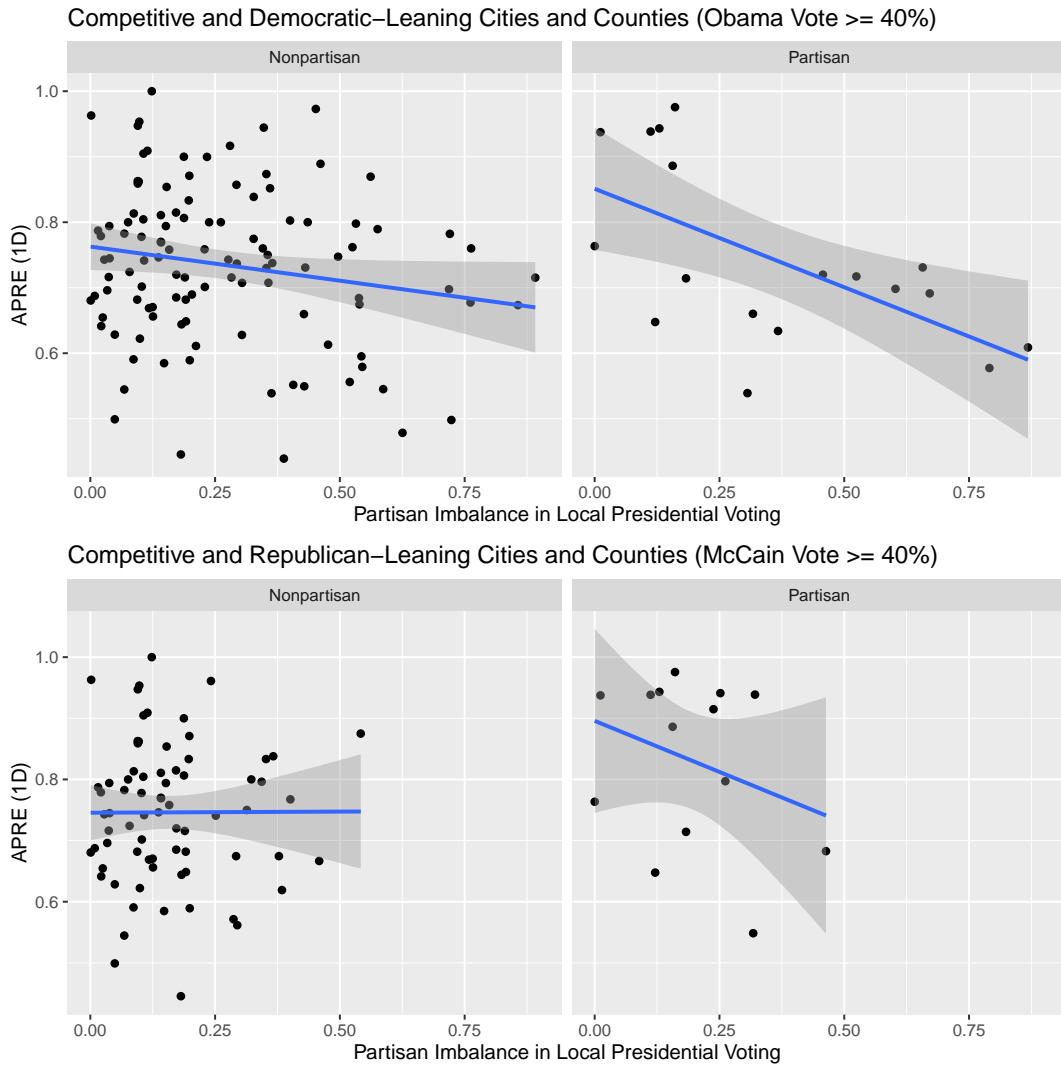 Competitive and Democratic−Leaning Cities and Counties (Obama Vote >= 40%)
Nonpartisan
Partisan
1.0
0.8
0.6
APRE (1D)
0.00 0.25 0.50 0.75 0.00 0.25 0.50 0.75
Partisan Imbalance in Local Presidential Voting
Competitive and Republican−Leaning Cities and Counties (McCain Vote >= 40%)
Nonpartisan
Partisan
1.0
0.8
0.6
APRE (1D)
0.00 0.25 0.50 0.75 0.00 0.25 0.50 0.75
Partisan Imbalance in Local Presidential Voting